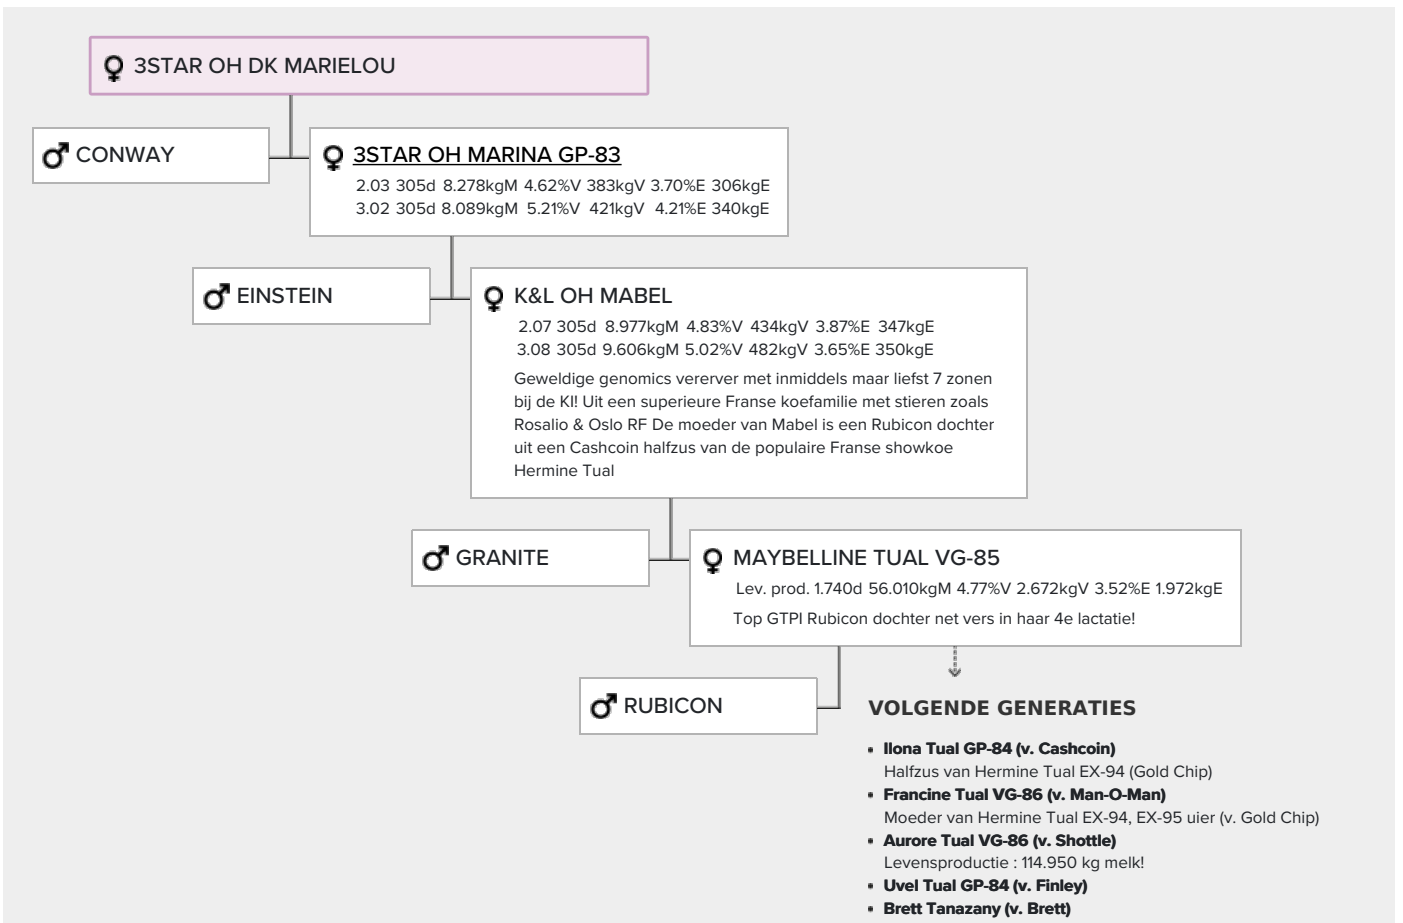 3STAR OH DK MARIELOU
CONWAY
3STAR OH MARINA GP-83
2.03 305d 8.278kgM 4.62%V 383kgV 3.70%E 306kgE
3.02 305d 8.089kgM 5.21%V 421kgV 4.21%E 340kgE
EINSTEIN
K&L OH MABEL
2.07 305d 8.977kgM 4.83%V 434kgV 3.87%E 347kgE
3.08 305d 9.606kgM 5.02%V 482kgV 3.65%E 350kgE
Geweldige genomics vererver met inmiddels maar liefst 7 zonen
bij de KI! Uit een superieure Franse koefamilie met stieren zoals
Rosalio & Oslo RF De moeder van Mabel is een Rubicon dochter
uit een Cashcoin halfzus van de populaire Franse showkoe
Hermine Tual
GRANITE
MAYBELLINE TUAL VG-85
Lev. prod. 1.740d 56.010kgM 4.77%V 2.672kgV 3.52%E 1.972kgE
Top GTPI Rubicon dochter net vers in haar 4e lactatie!
RUBICON
VOLGENDE GENERATIES
• Ilona Tual GP-84 (v. Cashcoin)
Halfzus van Hermine Tual EX-94 (Gold Chip)
• Francine Tual VG-86 (v. Man-O-Man)
Moeder van Hermine Tual EX-94, EX-95 uier (v. Gold Chip)
• Aurore Tual VG-86 (v. Shottle)
Levensproductie : 114.950 kg melk!
• Uvel Tual GP-84 (v. Finley)
• Brett Tanazany (v. Brett)